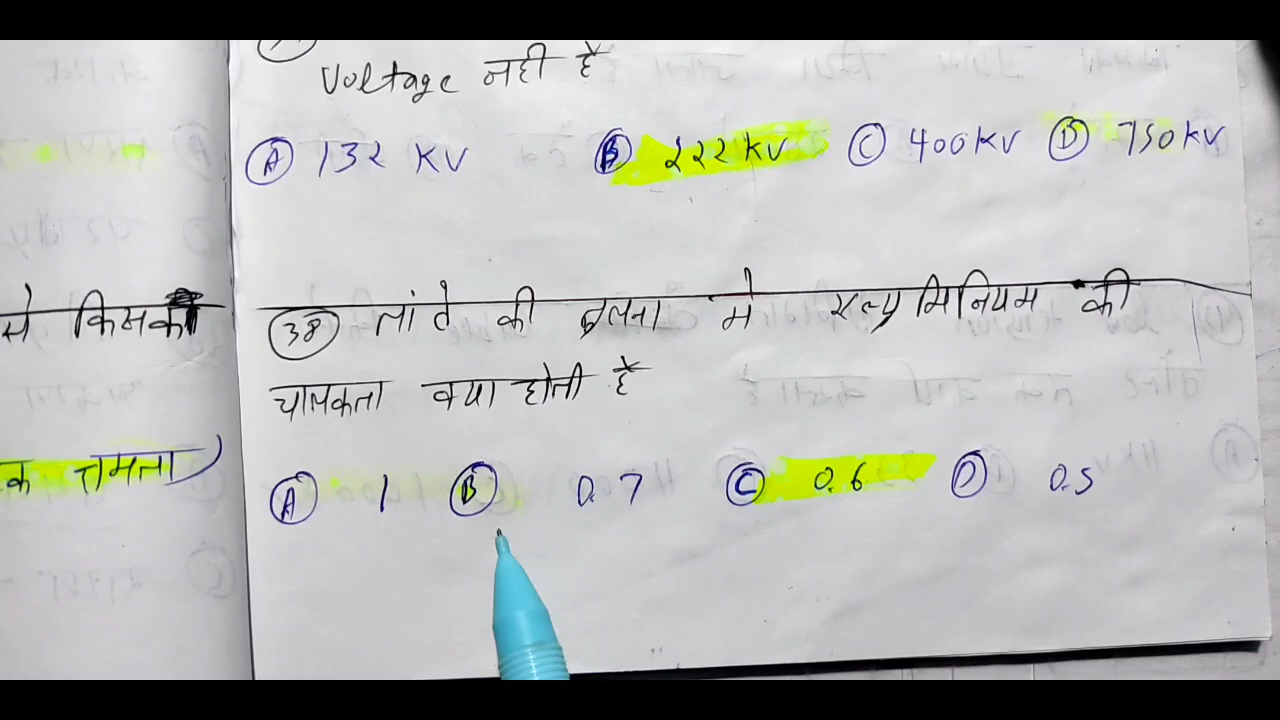 Voltage नही है
(A) 132 KV (B) 222 KV (C) 400KV (D) 750KV
से किसकी
(38) तांवे की तुलना मे एल्युमिनियम की
चालकता क्या होती है
क क्षमता
(A) 1 (B) 0.7 (C) 0.6 (D) 0.5